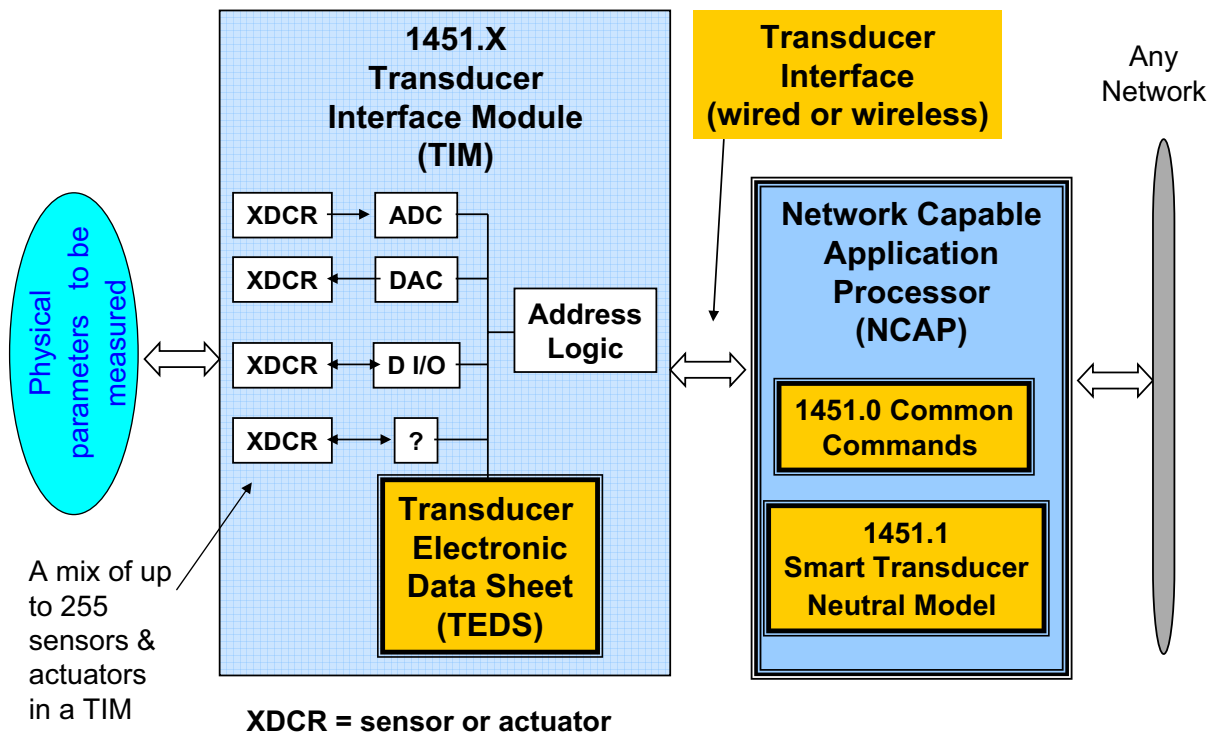 1451.X
Transducer
Interface Module
(TIM)
Transducer
Interface
(wired or wireless)
Any
Network
Physical
parameters to be
measured
XDCR
ADC
XDCR
DAC
XDCR
D I/O
XDCR
?
Address
Logic
Transducer
Electronic
Data Sheet
(TEDS)
Network Capable
Application
Processor
(NCAP)
1451.0 Common
Commands
1451.1
Smart Transducer
Neutral Model
A mix of up
to 255
sensors &
actuators
in a TIM
XDCR = sensor or actuator